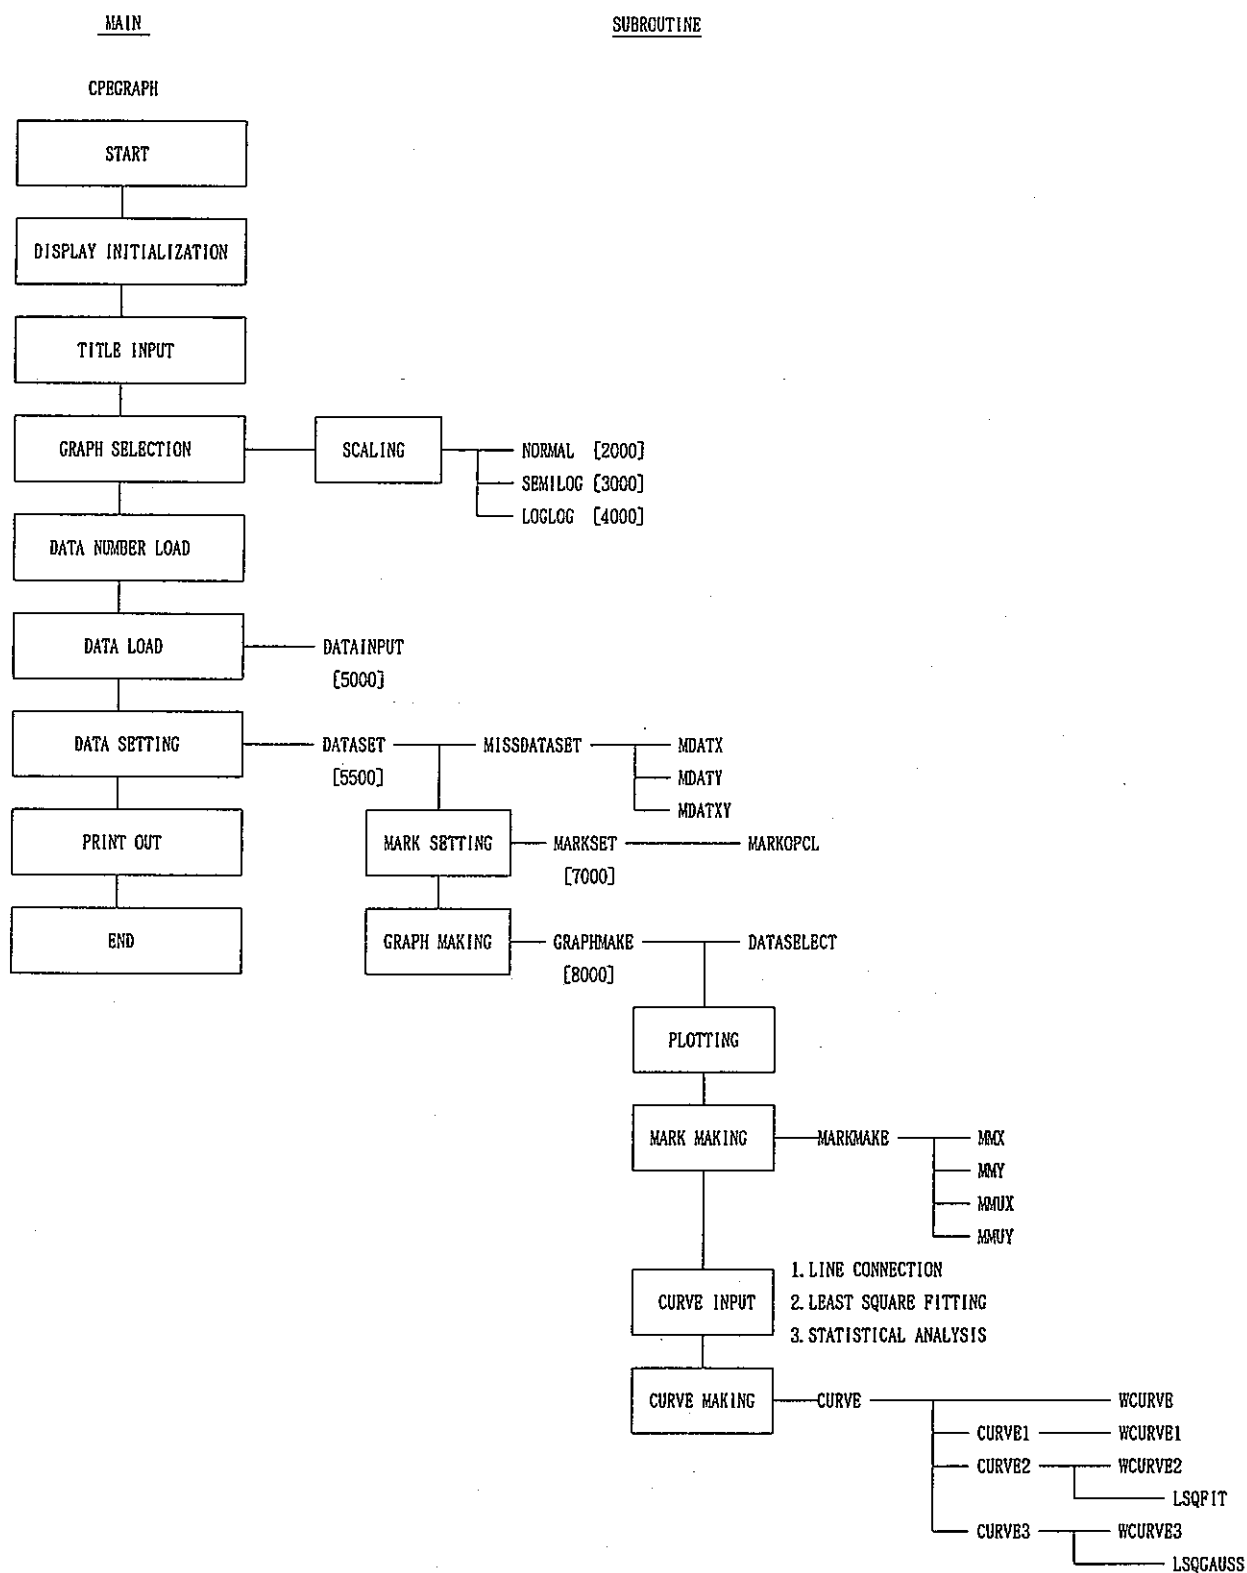 MAIN
SUBROUTINE
CPEGRAPH
START
DISPLAY INITIALIZATION
TITLE INPUT
GRAPH SELECTION
SCALING
NORMAL [2000]
SEMILOG [3000]
LOGLOG [4000]
DATA NUMBER LOAD
DATA LOAD
DATAINPUT
[5000]
DATA SETTING
DATASET
MISSDATASET
MDATX
[5500]
MDATY
MDATXY
PRINT OUT
MARK SETTING
MARKSET
MARKOPCL
[7000]
END
GRAPH MAKING
GRAPHMAKE
DATASELECT
[8000]
PLOTTING
MARK MAKING
MARKMAKE
MMX
MMY
MMUX
MMUY
1. LINE CONNECTION
CURVE INPUT
2. LEAST SQUARE FITTING
3. STATISTICAL ANALYSIS
CURVE MAKING
CURVE
WCURVE
CURVE1
WCURVE1
CURVE2
WCURVE2
LSQFIT
CURVE3
WCURVE3
LSQGAUSS